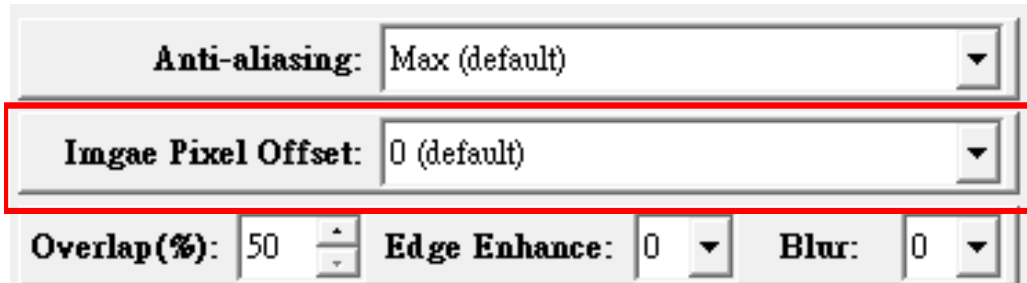 Anti-aliasing: Max (default)
Imgae Pixel Offset: 0 (default)
Overlap(%): 50 Edge Enhance: 0 Blur: 0